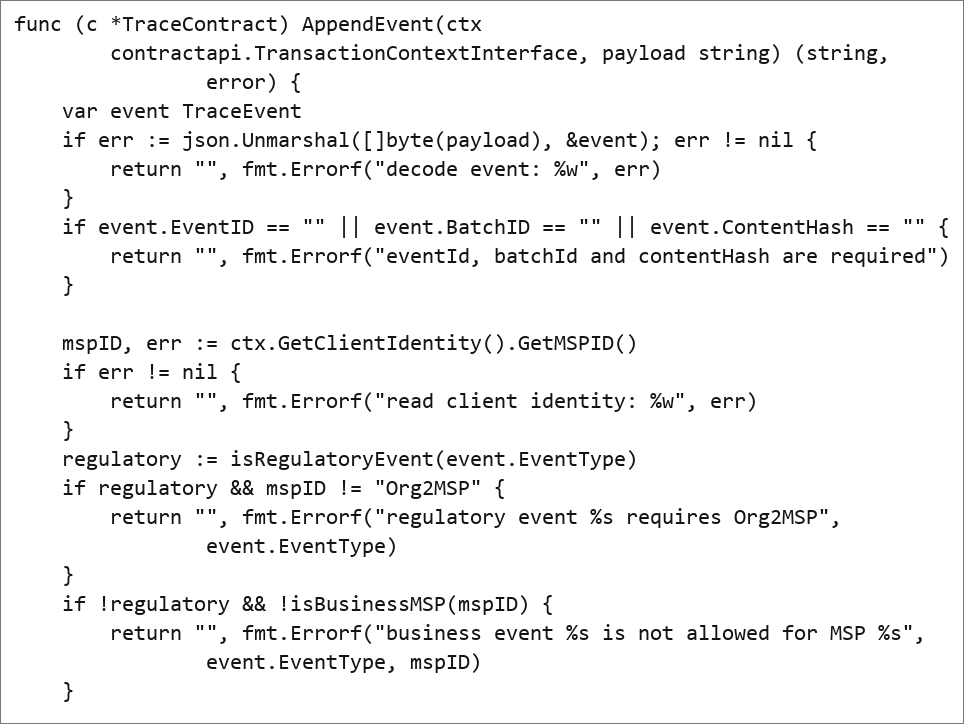 func (c *TraceContract) AppendEvent(ctx
        contractapi.TransactionContextInterface, payload string) (string,
                error) {
    var event TraceEvent
    if err := json.Unmarshal([]byte(payload), &event); err != nil {
        return "", fmt.Errorf("decode event: %w", err)
    }
    if event.EventID == "" || event.BatchID == "" || event.ContentHash == "" {
        return "", fmt.Errorf("eventId, batchId and contentHash are required")
    }

    mspID, err := ctx.GetClientIdentity().GetMSPID()
    if err != nil {
        return "", fmt.Errorf("read client identity: %w", err)
    }
    regulatory := isRegulatoryEvent(event.EventType)
    if regulatory && mspID != "Org2MSP" {
        return "", fmt.Errorf("regulatory event %s requires Org2MSP",
                event.EventType)
    }
    if !regulatory && !isBusinessMSP(mspID) {
        return "", fmt.Errorf("business event %s is not allowed for MSP %s",
                event.EventType, mspID)
    }